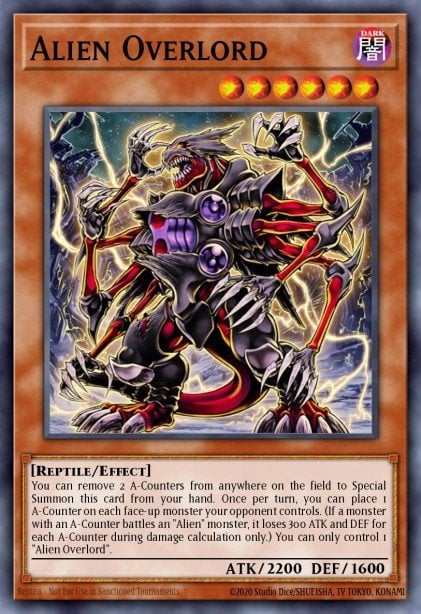 ALIEN OVERLORD
DARK
闇
[REPTILE/EFFECT]
You can remove 2 A-Counters from anywhere on the field to Special
Summon this card from your hand. Once per turn, you can place 1
A-Counter on each face-up monster your opponent controls. (If a monster
with an A-Counter battles an "Alien" monster, it loses 300 ATK and DEF for
each A-Counter during damage calculation only.) You can only control 1
"Alien Overlord".
ATK/2200 DEF/1600
Replica - Not For Use in Sanctioned Tournaments
©2020 Studio Dice/SHUEISHA, TV TOKYO, KONAMI